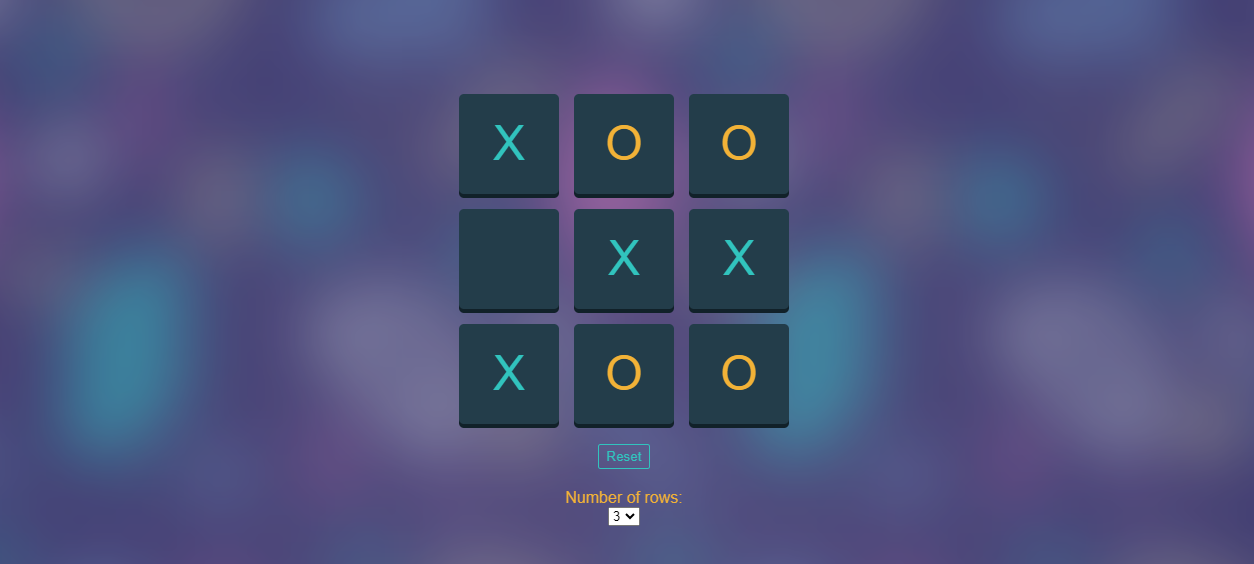 X O O
X X
X O O
Reset
Number of rows:
3